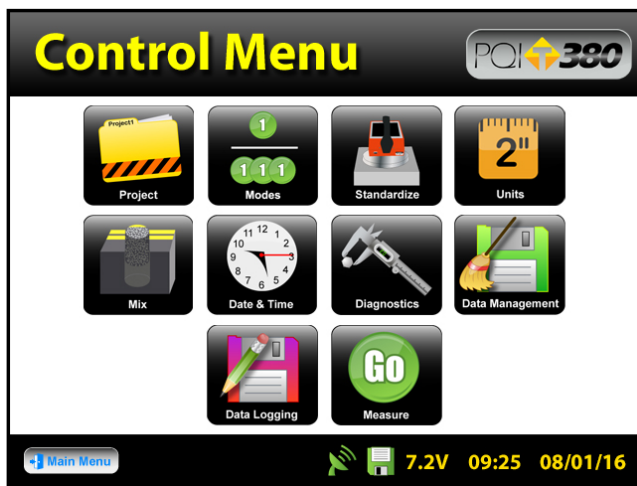 Control Menu
PQI T 380
Project1
Project
1
1 1 1
Modes
Standardize
2"
Units
Mix
12 1 2 3 4 5 6 7 8 9 10 11
Date & Time
Diagnostics
Data Management
Data Logging
Go
Measure
Main Menu
7.2V 09:25 08/01/16